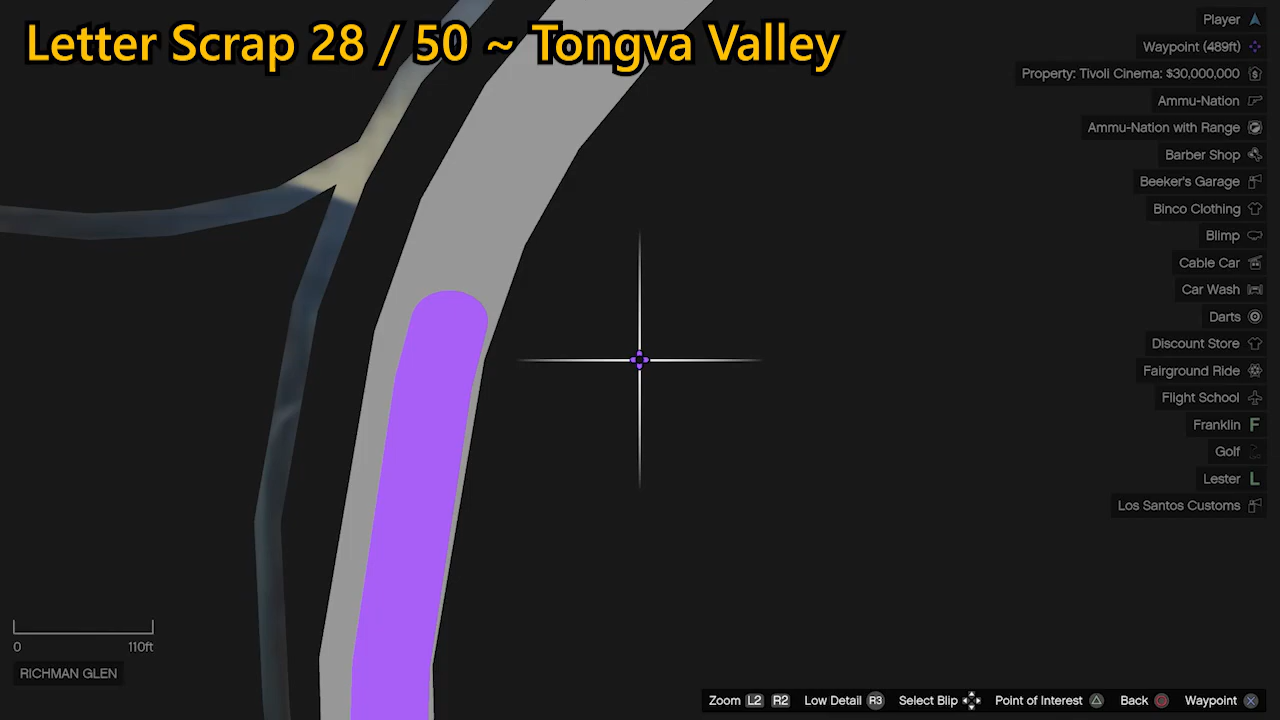 Letter Scrap 28 / 50 ~ Tongva Valley
Player
Waypoint (489ft)
Property: Tivoli Cinema: $30,000,000
Ammu-Nation
Ammu-Nation with Range
Barber Shop
Beeker's Garage
Binco Clothing
Blimp
Cable Car
Car Wash
Darts
Discount Store
Fairground Ride
Flight School
Franklin F
Golf
Lester L
Los Santos Customs
0 110ft
RICHMAN GLEN
Zoom L2 R2 Low Detail R3 Select Blip Point of Interest Back Waypoint